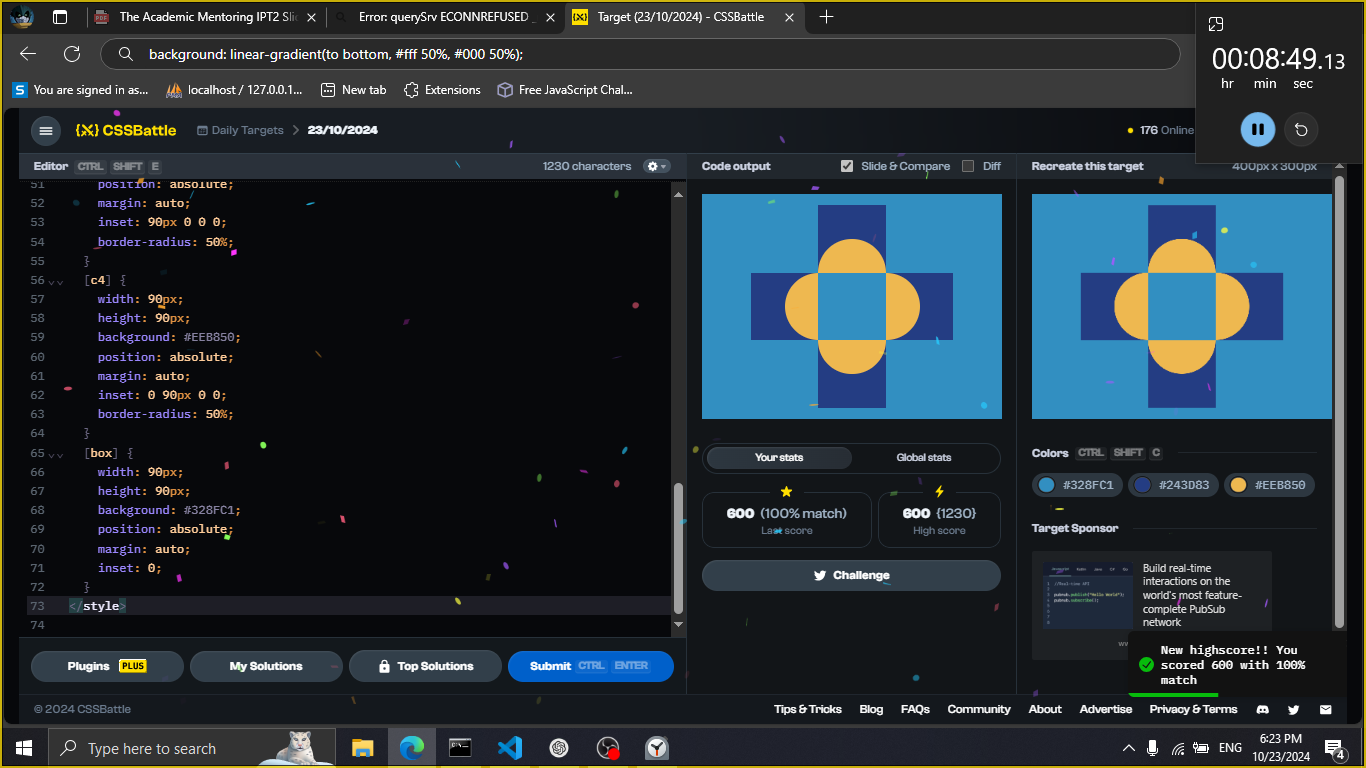 The Academic Mentoring IPT2 Sli
Error: querySrv ECONNREFUSED _
Target (23/10/2024) - CSSBattle
background: linear-gradient(to bottom, #fff 50%, #000 50%);
00:08:49.13
hr min sec
You are signed in as...
localhost / 127.0.0.1...
New tab
Extensions
Free JavaScript Chal...
{X} CSSBattle
Daily Targets > 23/10/2024
176 Online
Editor CTRL SHIFT E
1230 characters
Code output
Slide & Compare
Diff
Recreate this target
400px x 300px
51 position: absolute;
52 margin: auto;
53 inset: 90px 0 0 0;
54 border-radius: 50%;
55 }
56 [c4] {
57 width: 90px;
58 height: 90px;
59 background: #EEB850;
60 position: absolute;
61 margin: auto;
62 inset: 0 90px 0 0;
63 border-radius: 50%;
64 }
65 [box] {
66 width: 90px;
67 height: 90px;
68 background: #328FC1;
69 position: absolute;
70 margin: auto;
71 inset: 0;
72 }
73 </style>
74
Your stats
Global stats
600 (100% match)
Last score
600 {1230}
High score
Challenge
Colors CTRL SHIFT C
#328FC1
#243D83
#EEB850
Target Sponsor
Build real-time
interactions on the
world's most feature-
complete PubSub
network
New highscore!! You
scored 600 with 100%
match
Plugins PLUS
My Solutions
Top Solutions
Submit CTRL ENTER
© 2024 CSSBattle
Tips & Tricks
Blog
FAQs
Community
About
Advertise
Privacy & Terms
Type here to search
ENG
6:23 PM
10/23/2024
4